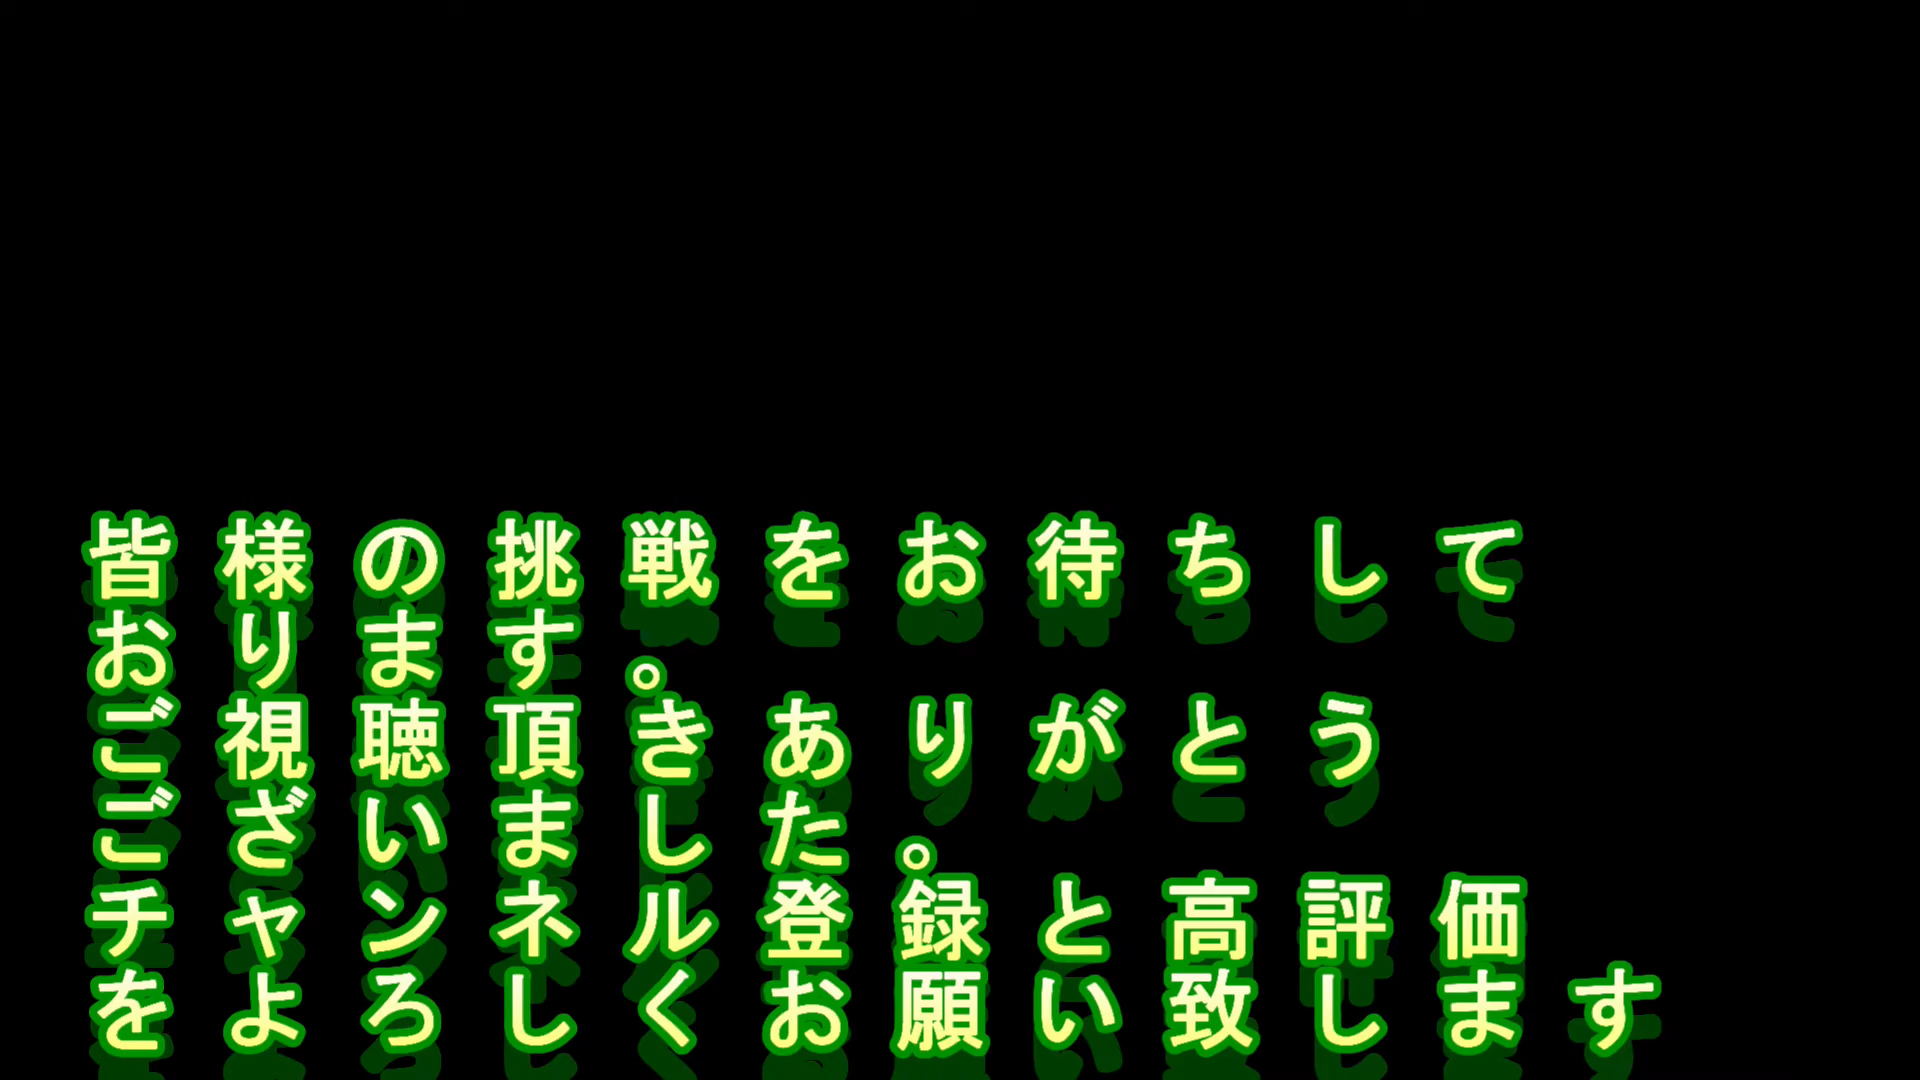 皆様の挑戦をお待ちして
おります。
ご視聴頂きありがとう
ございました。
チャンネル登録と高評価
をよろしくお願い致します